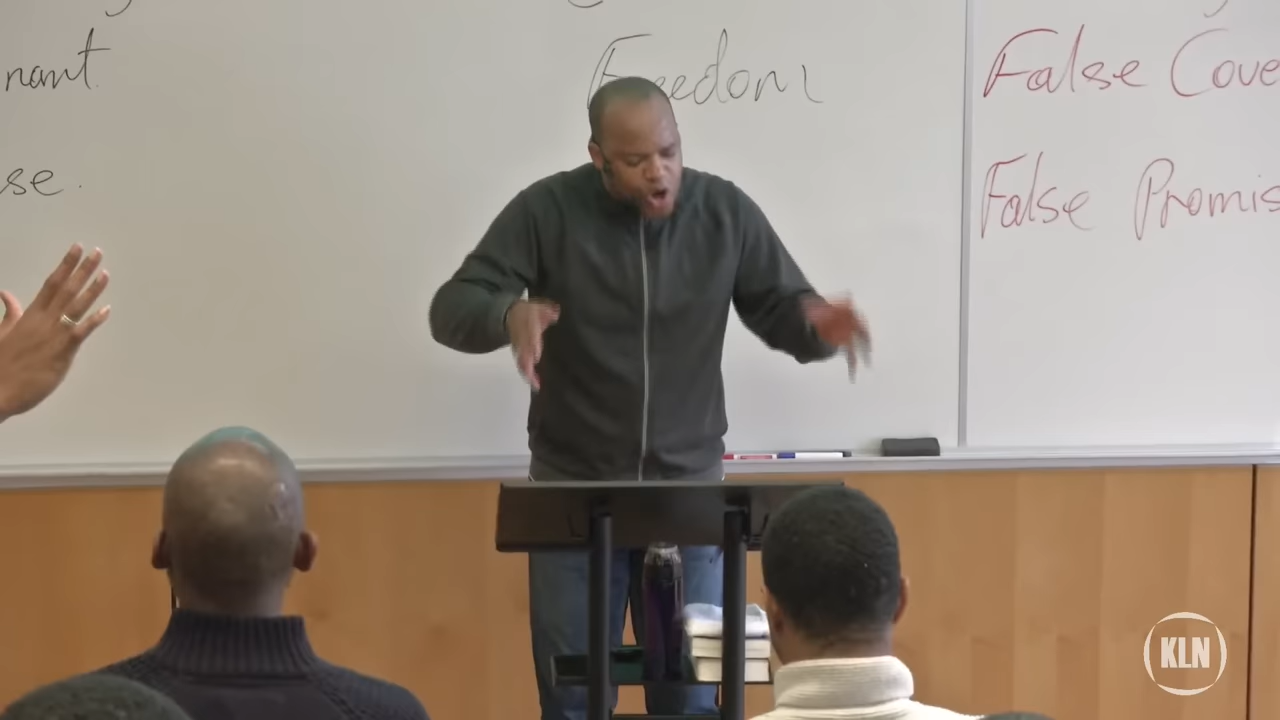 nant.
Freedom
False Cove
se.
False Promis
KLN